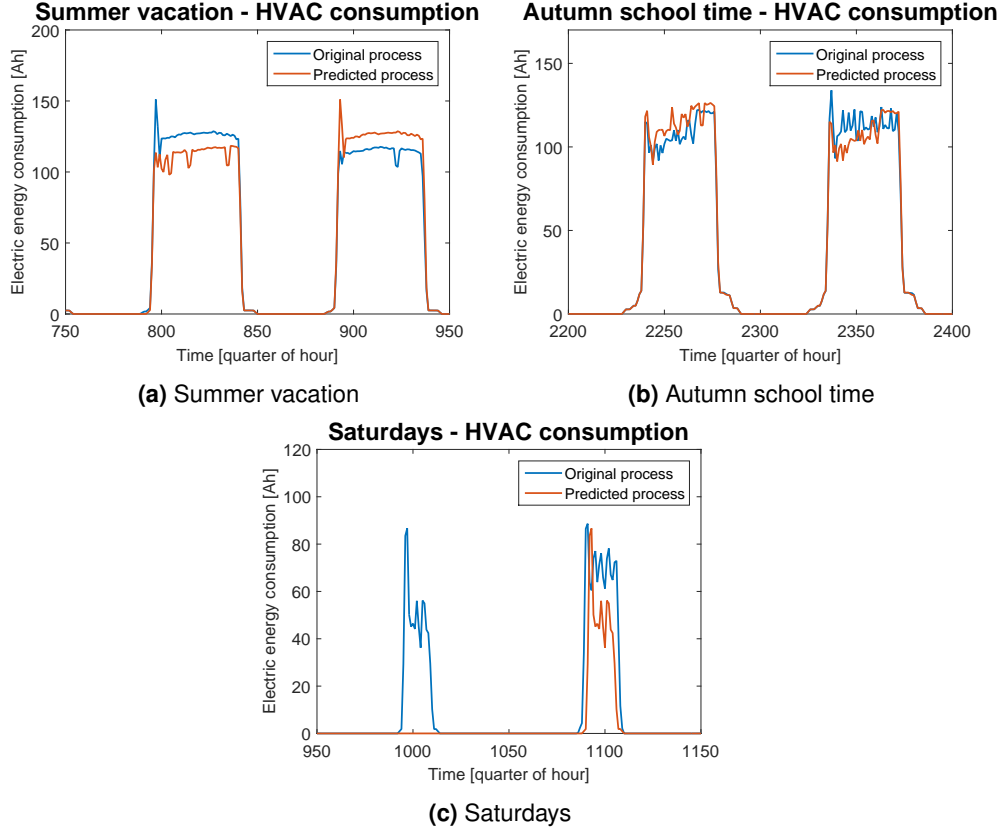 Summer vacation - HVAC consumption
Electric energy consumption [Ah]
200
150
100
50
0
Original process
Predicted process
750 800 850 900 950
Time [quarter of hour]
(a) Summer vacation
Autumn school time - HVAC consumption
Electric energy consumption [Ah]
150
100
50
0
Original process
Predicted process
2200 2250 2300 2350 2400
Time [quarter of hour]
(b) Autumn school time
Saturdays - HVAC consumption
Electric energy consumption [Ah]
120
100
80
60
40
20
0
Original process
Predicted process
950 1000 1050 1100 1150
Time [quarter of hour]
(c) Saturdays